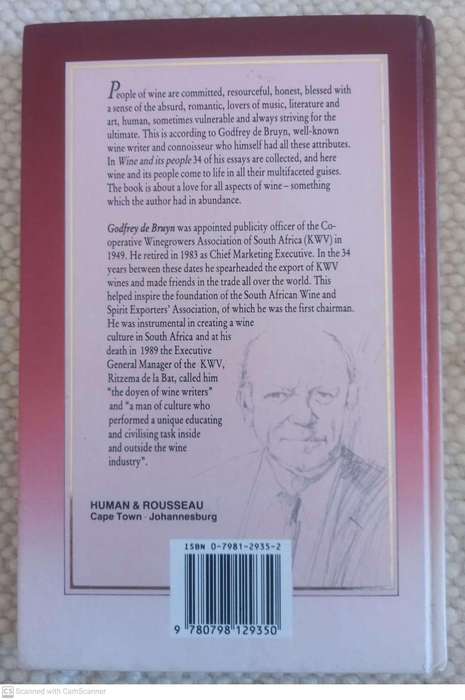 People of wine are committed, resourceful, honest, blessed with
a sense of the absurd, romantic, lovers of music, literature and
art, human, sometimes vulnerable and always striving for the
ultimate. This is according to Godfrey de Bruyn, well-known
wine writer and connoisseur who himself had all these attributes.
In Wine and its people 34 of his essays are collected, and here
wine and its people come to life in all their multifaceted guises.
The book is about a love for all aspects of wine – something
which the author had in abundance.
Godfrey de Bruyn was appointed publicity officer of the Co-
operative Winegrowers Association of South Africa (KWV) in
1949. He retired in 1983 as Chief Marketing Executive. In the 34
years between these dates he spearheaded the export of KWV
wines and made friends in the trade all over the world. This
helped inspire the foundation of the South African Wine and
Spirit Exporters' Association, of which he was the first chairman.
He was instrumental in creating a wine
culture in South Africa and at his
death in 1989 the Executive
General Manager of the KWV,
Ritzema de la Bat, called him
"the doyen of wine writers"
and "a man of culture who
performed a unique educating
and civilising task inside
and outside the wine
industry".
HUMAN & ROUSSEAU
Cape Town · Johannesburg
ISBN 0-7981-2935-2
9 780798 129350
CS Scanned with CamScanner